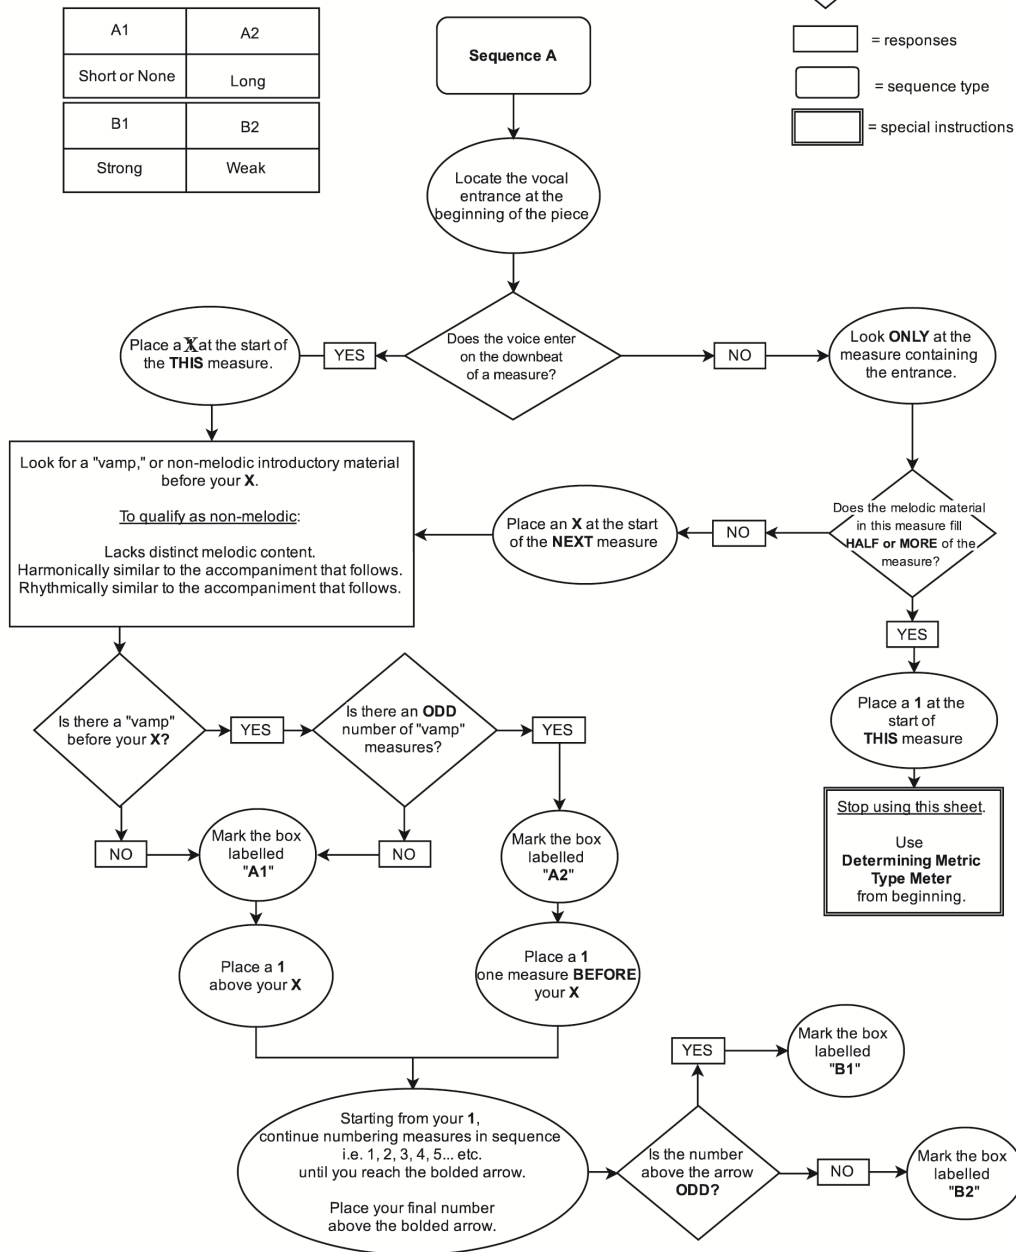 A1
A2
Short or None
Long
B1
B2
Strong
Weak
Sequence A
= responses
= sequence type
= special instructions
Locate the vocal
entrance at the
beginning of the piece
Does the voice enter
on the downbeat
of a measure?
YES
NO
Place a X at the start of
the THIS measure.
Look ONLY at the
measure containing
the entrance.
Look for a "vamp," or non-melodic introductory material
before your X.
To qualify as non-melodic:
Lacks distinct melodic content.
Harmonically similar to the accompaniment that follows.
Rhythmically similar to the accompaniment that follows.
Place an X at the start
of the NEXT measure
NO
Does the melodic material
in this measure fill
HALF or MORE of the
measure?
YES
Place a 1 at the
start of
THIS measure
Stop using this sheet.
Use
Determining Metric
Type Meter
from beginning.
Is there a "vamp"
before your X?
YES
Is there an ODD
number of "vamp"
measures?
YES
NO
Mark the box
labelled
"A1"
NO
Mark the box
labelled
"A2"
Place a 1
above your X
Place a 1
one measure BEFORE
your X
Starting from your 1,
continue numbering measures in sequence
i.e. 1, 2, 3, 4, 5... etc.
until you reach the bolded arrow.
Place your final number
above the bolded arrow.
Is the number
above the arrow
ODD?
YES
Mark the box
labelled
"B1"
NO
Mark the box
labelled
"B2"